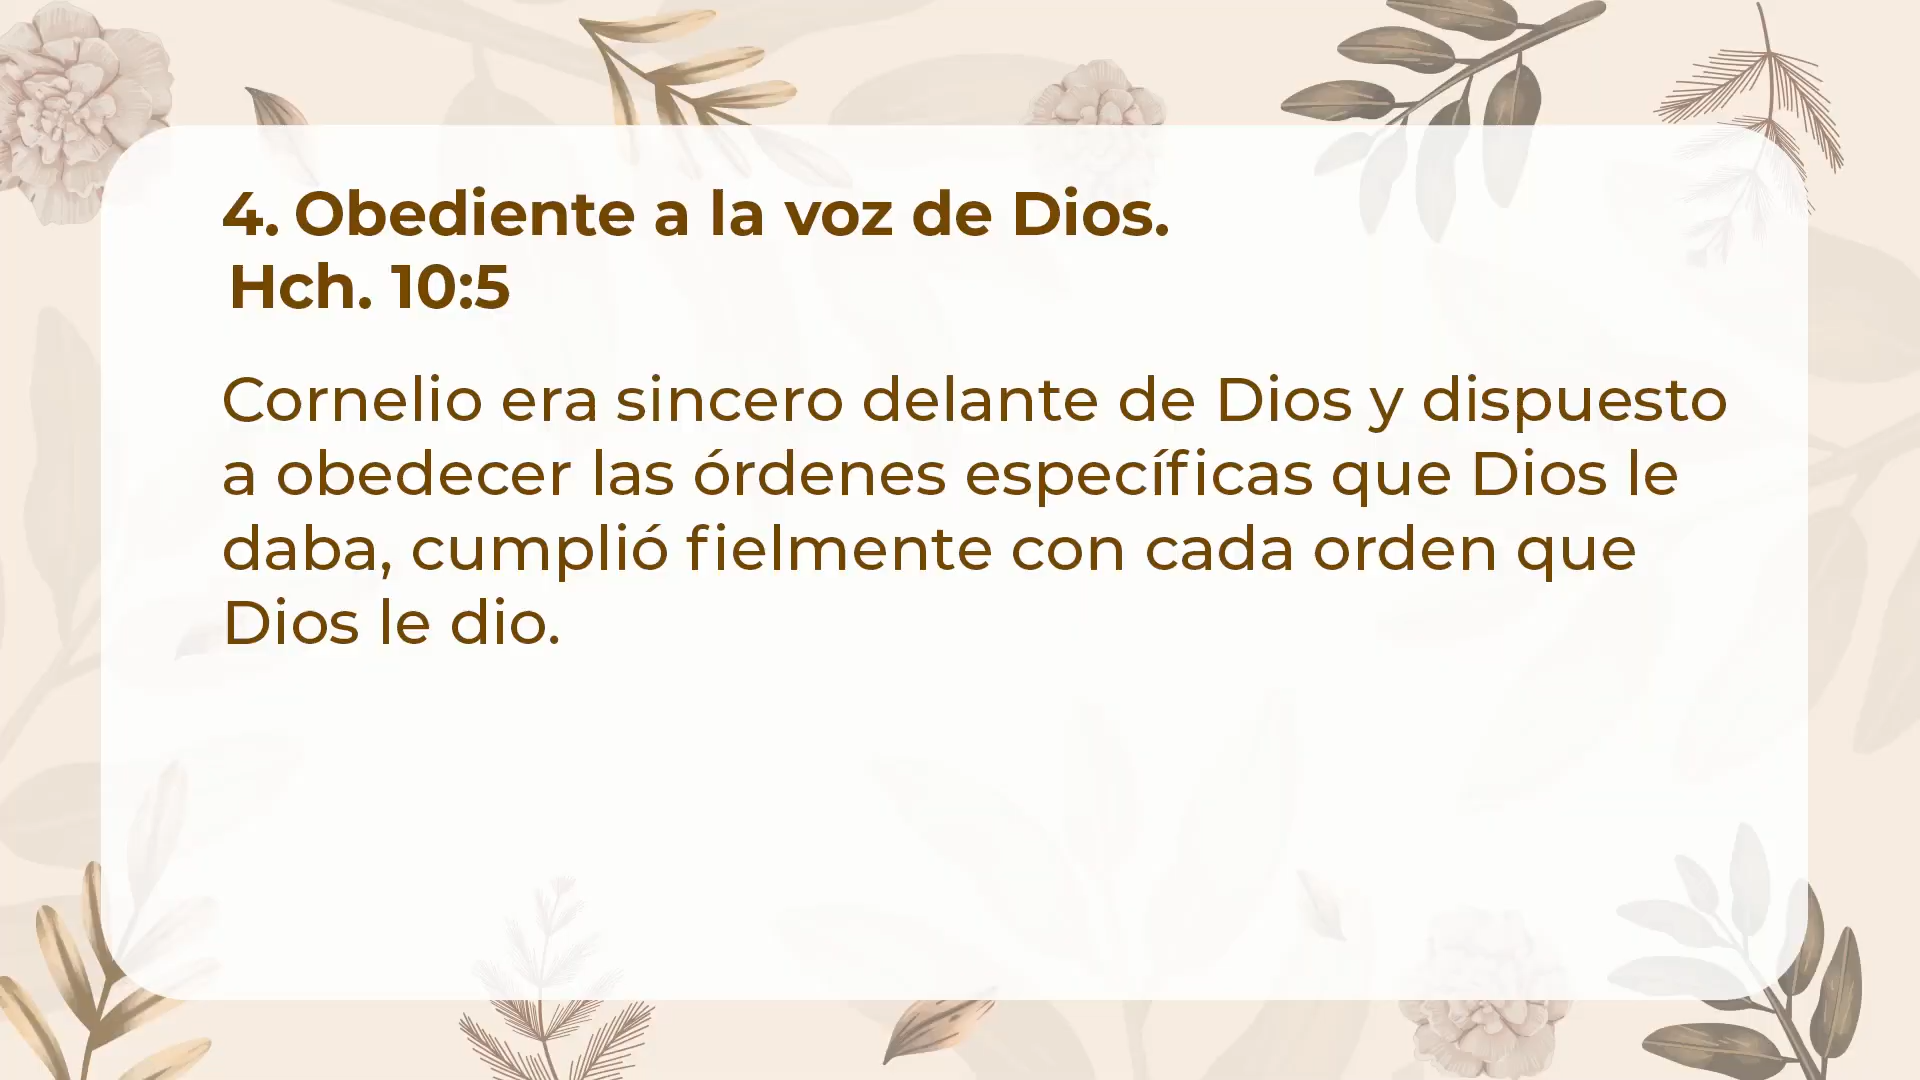 4. Obediente a la voz de Dios.
Hch. 10:5
Cornelio era sincero delante de Dios y dispuesto
a obedecer las órdenes específicas que Dios le
daba, cumplió fielmente con cada orden que
Dios le dio.